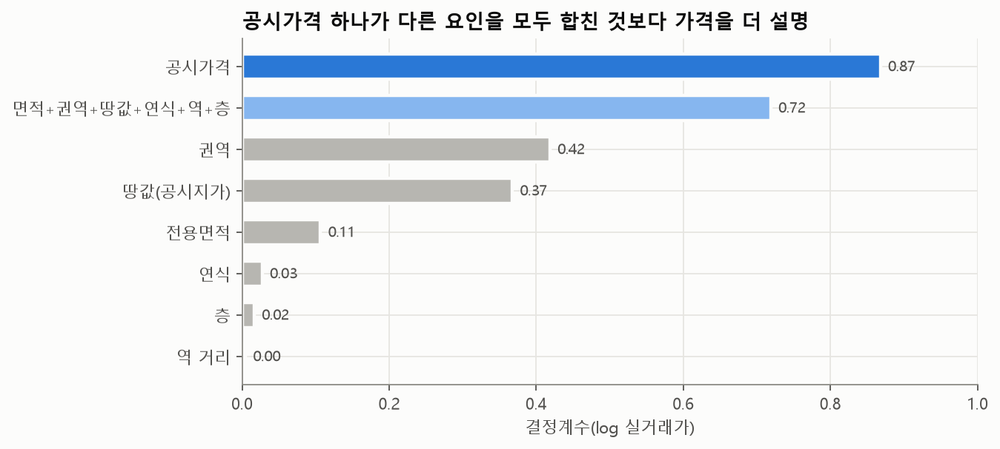 공시가격 하나가 다른 요인을 모두 합친 것보다 가격을 더 설명
공시가격 0.87
면적+권역+땅값+연식+역+층 0.72
권역 0.42
땅값(공시지가) 0.37
전용면적 0.11
연식 0.03
층 0.02
역 거리 0.00
0.0 0.2 0.4 0.6 0.8 1.0
결정계수(log 실거래가)